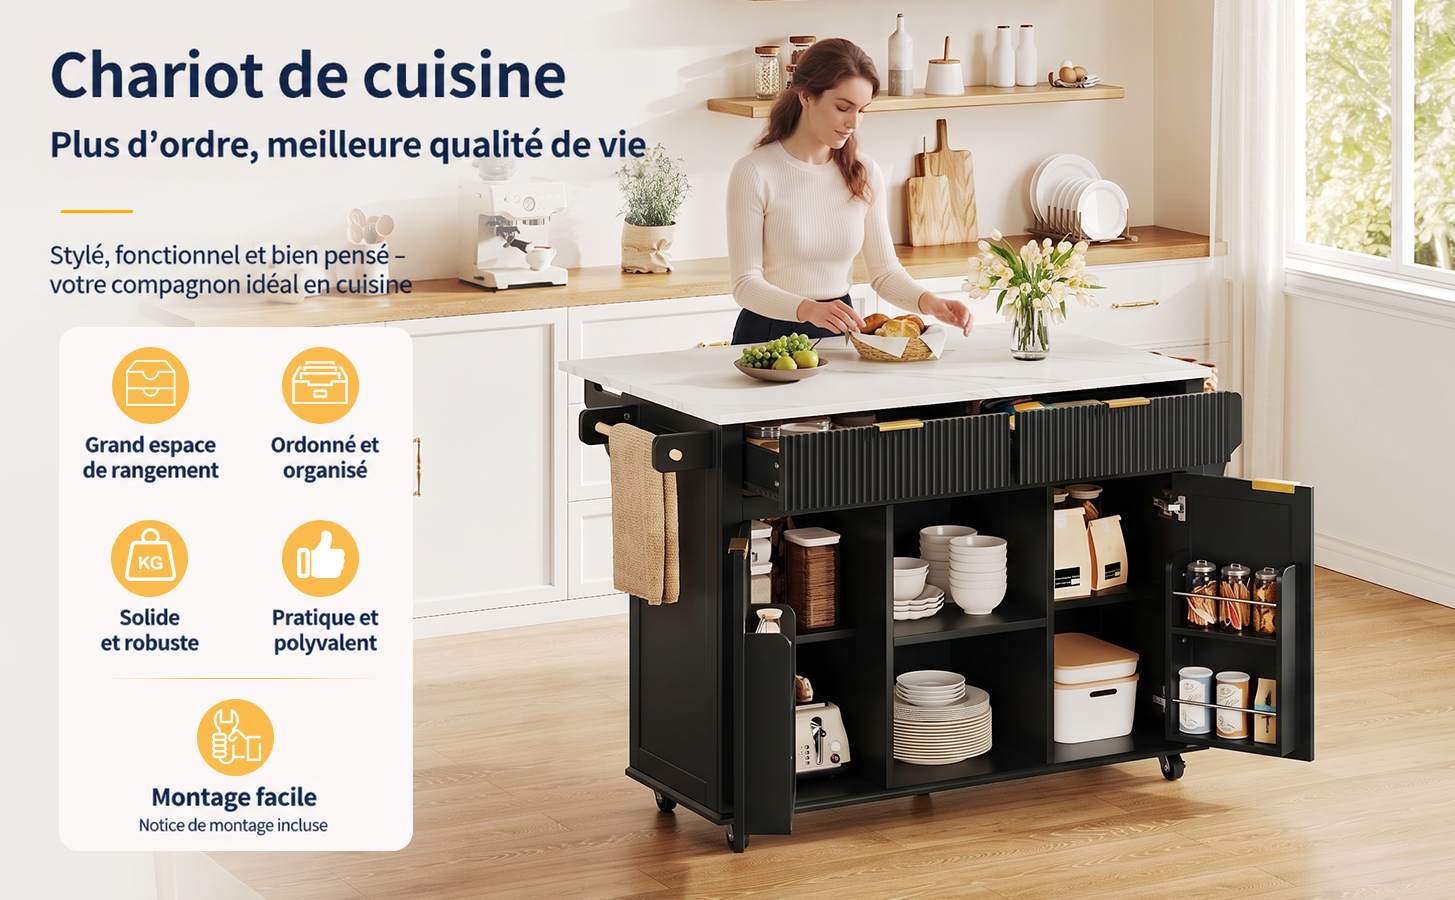 Chariot de cuisine
Plus d’ordre, meilleure qualité de vie
Stylé, fonctionnel et bien pensé –
votre compagnon idéal en cuisine
Grand espace
de rangement
Ordonné et
organisé
KG
Solide
et robuste
Pratique et
polyvalent
Montage facile
Notice de montage incluse